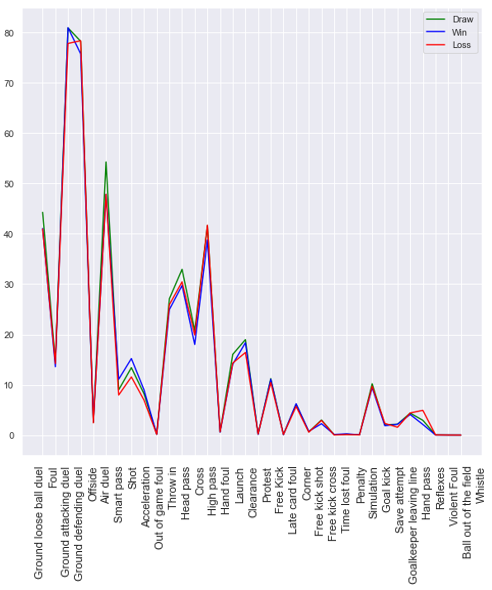 Draw
Win
Loss
80
70
60
50
40
30
20
10
0
Ground loose ball duel
Foul
Ground attacking duel
Ground defending duel
Offside
Air duel
Smart pass
Shot
Acceleration
Out of game foul
Throw in
Head pass
Cross
High pass
Hand foul
Launch
Clearance
Protest
Free Kick
Late card foul
Corner
Free kick shot
Free kick cross
Time lost foul
Penalty
Simulation
Goal kick
Save attempt
Goalkeeper leaving line
Hand pass
Reflexes
Violent Foul
Ball out of the field
Whistle